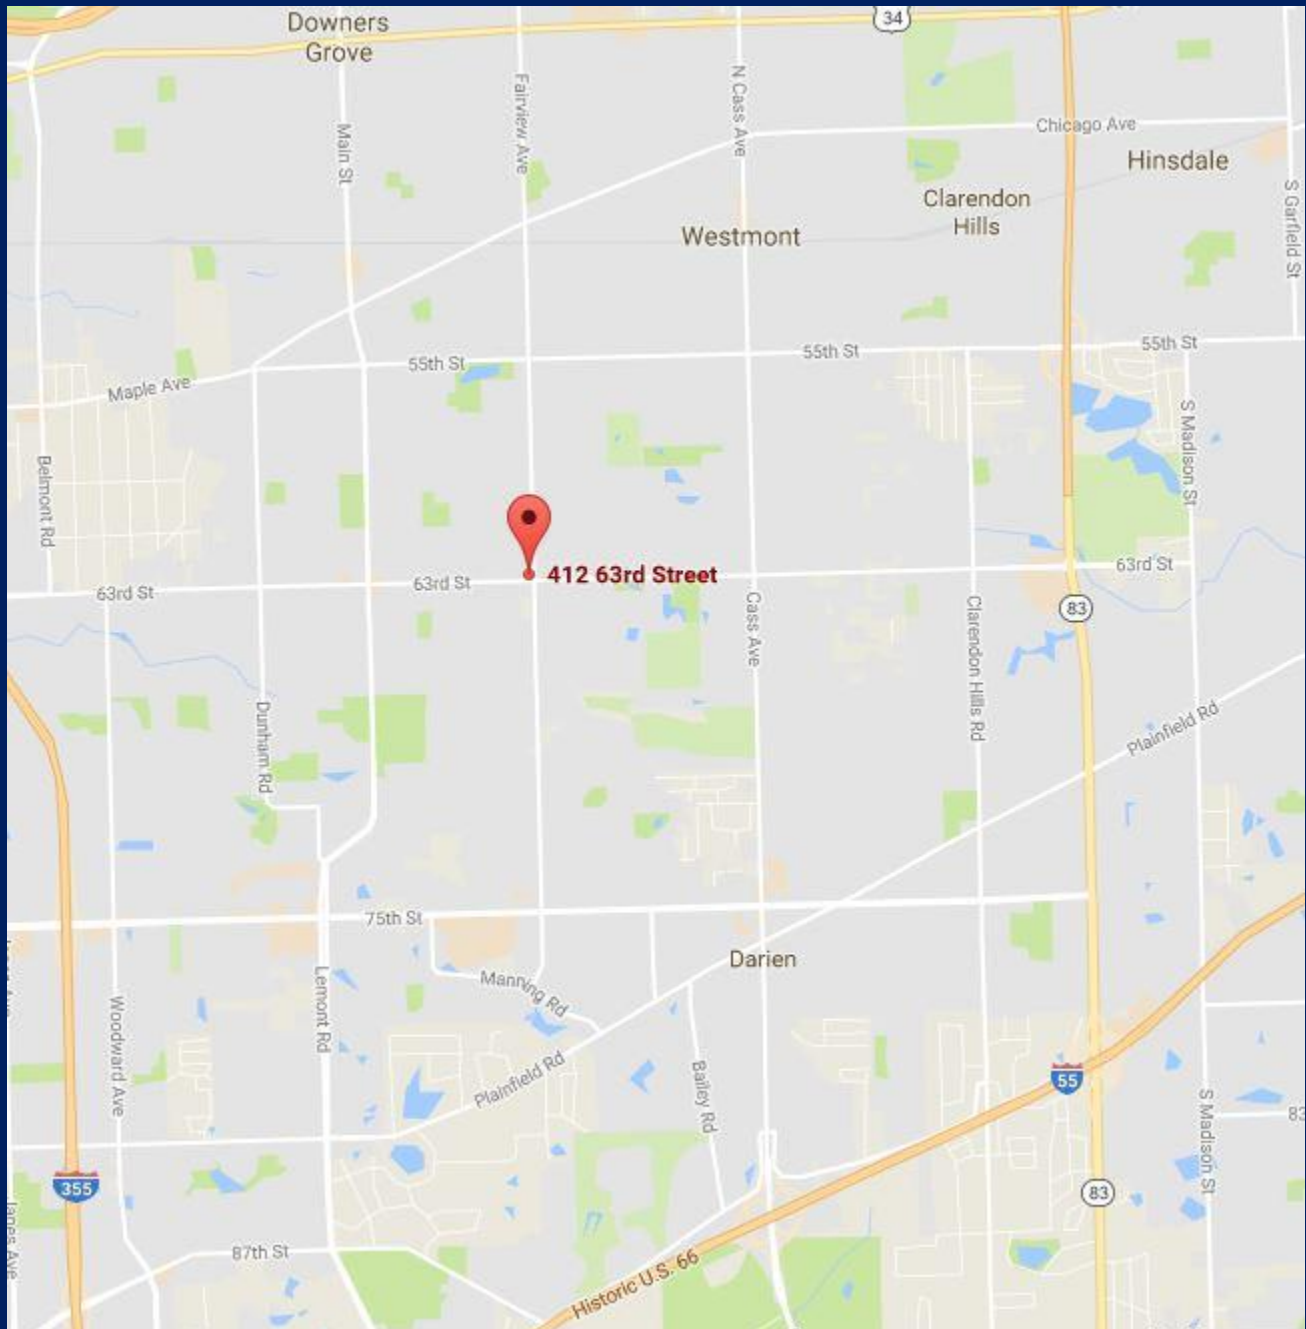 Downers
Grove
34
Fairview Ave
N Cass Ave
Main St
Chicago Ave
Hinsdale
Clarendon
Hills
S Garfield St
Westmont
55th St
55th St
55th St
Maple Ave
Belmont Rd
S Madison St
412 63rd Street
63rd St
63rd St
63rd St
83
Cass Ave
Clarendon Hills Rd
Dunham Rd
Plainfield Rd
75th St
Darien
Manning Rd
Lemont Rd
Woodward Ave
Plainfield Rd
Bailey Rd
55
S Madison St
83
355
83
87th St
Historic U.S. 66